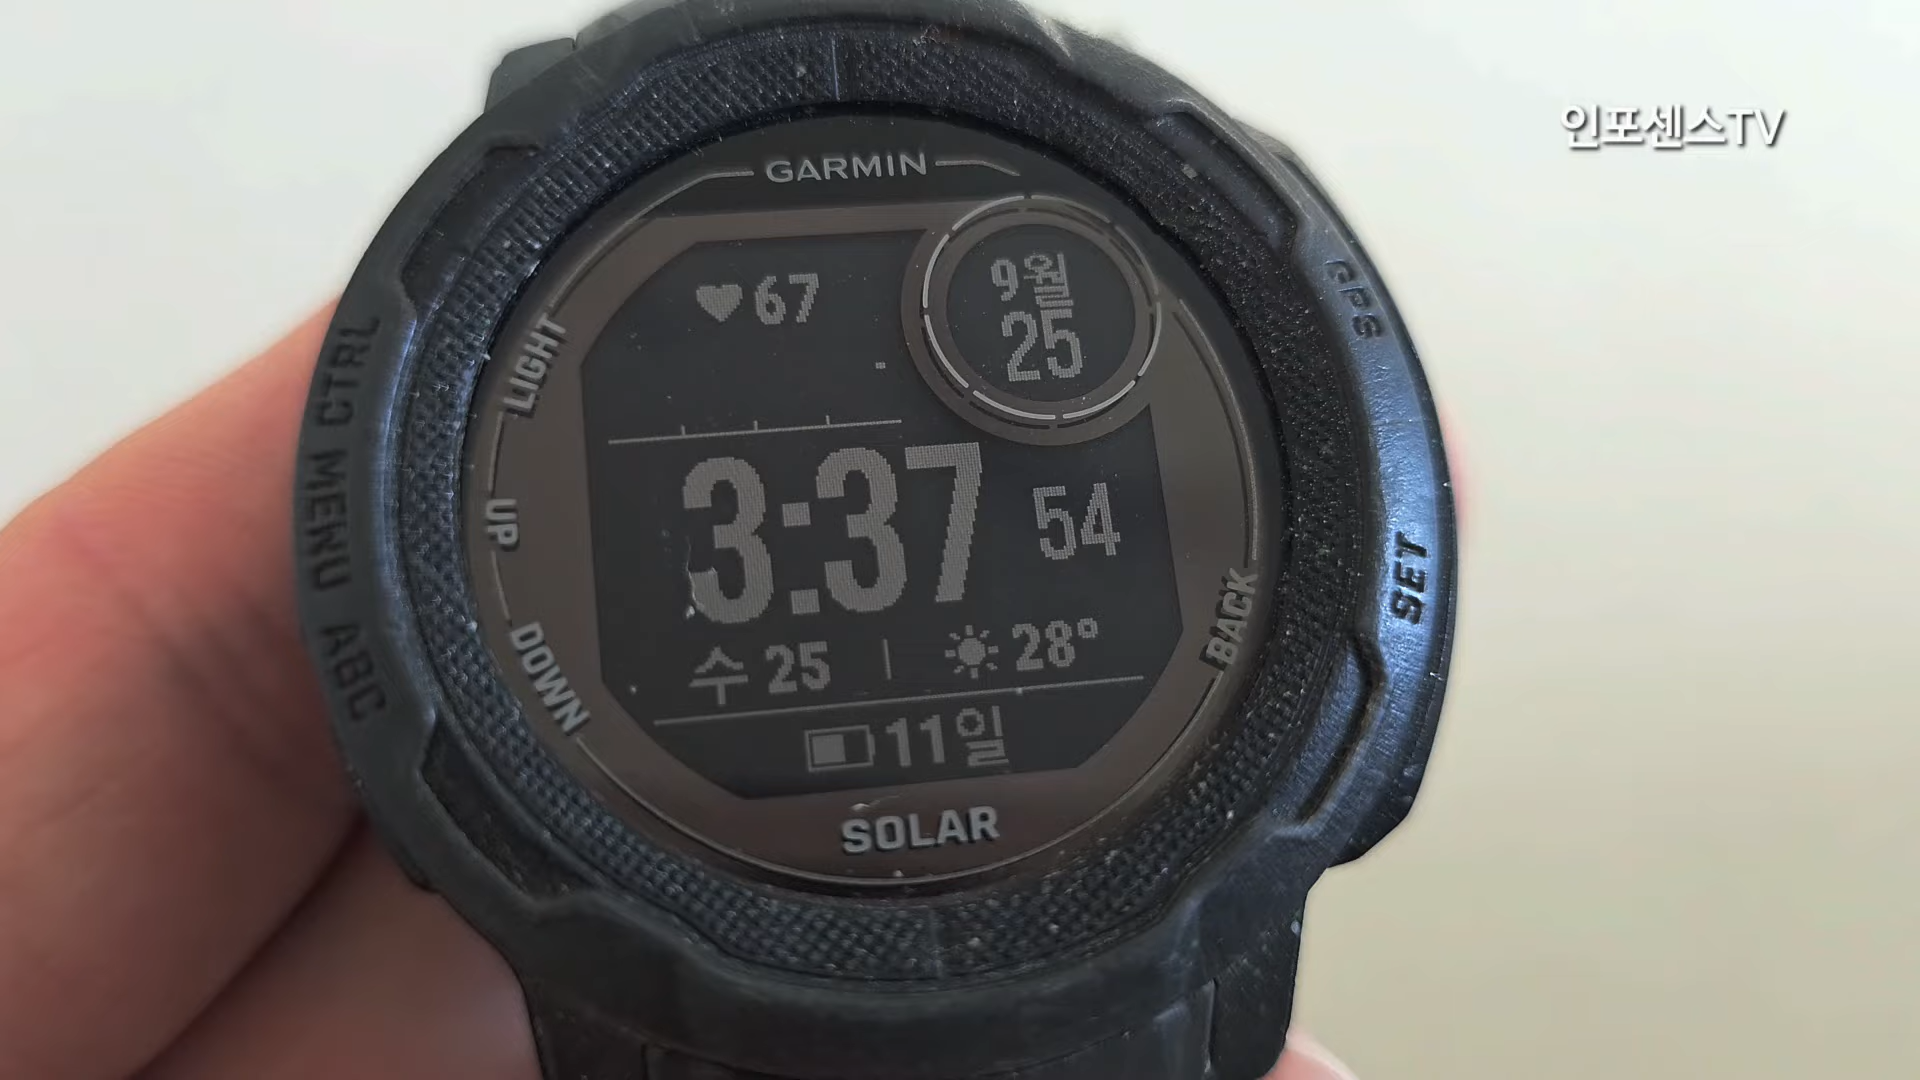 인포센스TV
GARMIN
67
9월
25
3:37 54
수 25 | 28°
11일
SOLAR
LIGHT
UP
DOWN
BACK
CTRL
MENU
ABC
GPS
SET